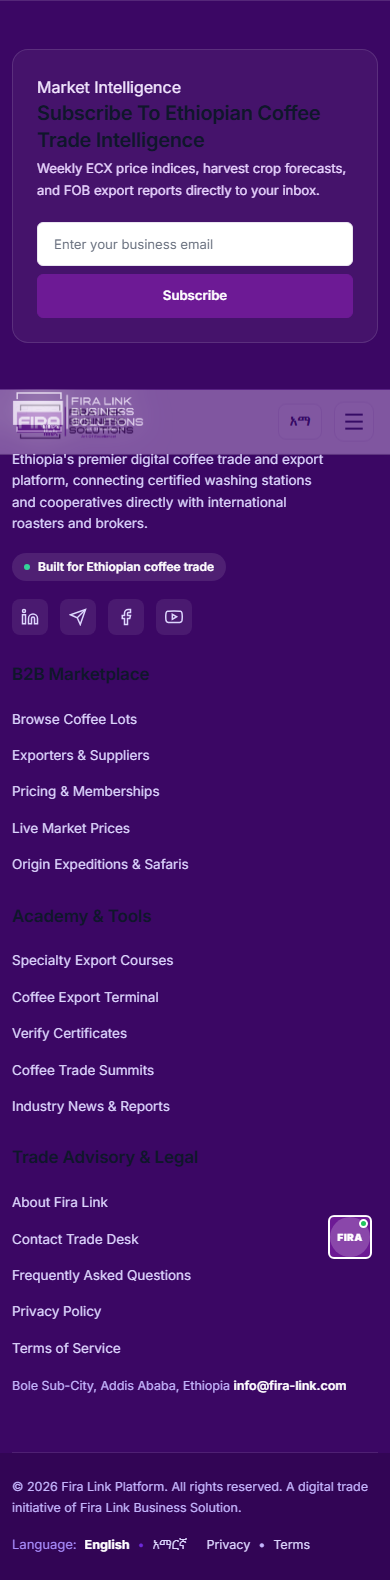 Market Intelligence
Subscribe To Ethiopian Coffee
Trade Intelligence
Weekly ECX price indices, harvest crop forecasts,
and FOB export reports directly to your inbox.
Enter your business email
Subscribe
FIRA
FIRA LINK
BUSINESS
SOLUTIONS
አማ
Ethiopia's premier digital coffee trade and export
platform, connecting certified washing stations
and cooperatives directly with international
roasters and brokers.
Built for Ethiopian coffee trade
B2B Marketplace
Browse Coffee Lots
Exporters & Suppliers
Pricing & Memberships
Live Market Prices
Origin Expeditions & Safaris
Academy & Tools
Specialty Export Courses
Coffee Export Terminal
Verify Certificates
Coffee Trade Summits
Industry News & Reports
Trade Advisory & Legal
About Fira Link
FIRA
Contact Trade Desk
Frequently Asked Questions
Privacy Policy
Terms of Service
Bole Sub-City, Addis Ababa, Ethiopia info@fira-link.com
© 2026 Fira Link Platform. All rights reserved. A digital trade
initiative of Fira Link Business Solution.
Language: English • አማርኛ Privacy • Terms